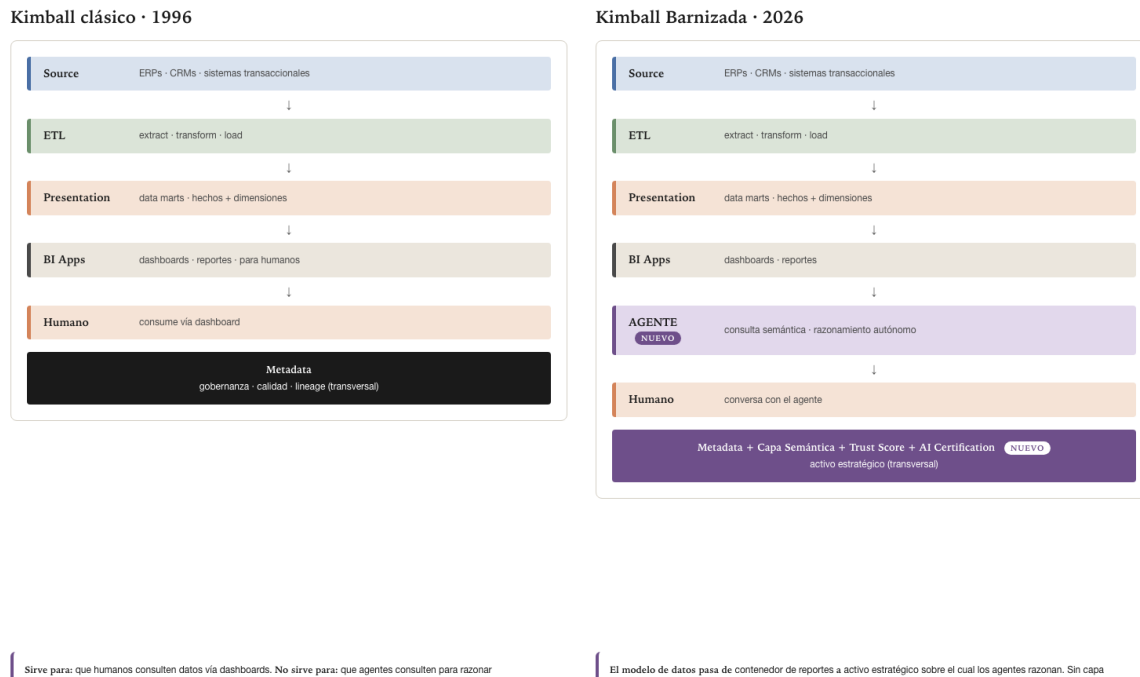 Kimball clásico · 1996
Source ERPs · CRMs · sistemas transaccionales
↓
ETL extract · transform · load
↓
Presentation data marts · hechos + dimensiones
↓
BI Apps dashboards · reportes · para humanos
↓
Humano consume vía dashboard
Metadata
gobernanza · calidad · lineage (transversal)
Sirve para: que humanos consulten datos vía dashboards. No sirve para: que agentes consulten para razonar
Kimball Barnizada · 2026
Source ERPs · CRMs · sistemas transaccionales
↓
ETL extract · transform · load
↓
Presentation data marts · hechos + dimensiones
↓
BI Apps dashboards · reportes
↓
AGENTE
NUEVO
consulta semántica · razonamiento autónomo
↓
Humano conversa con el agente
Metadata + Capa Semántica + Trust Score + AI Certification NUEVO
activo estratégico (transversal)
El modelo de datos pasa de contenedor de reportes a activo estratégico sobre el cual los agentes razonan. Sin capa